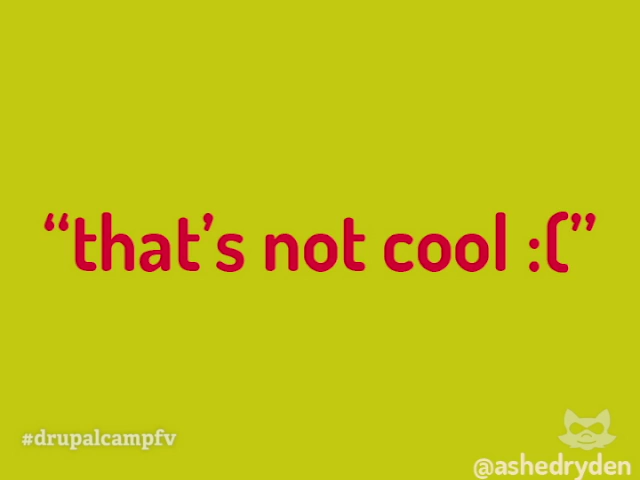 “that’s not cool :(”
#drupalcampfv
@ashedryden